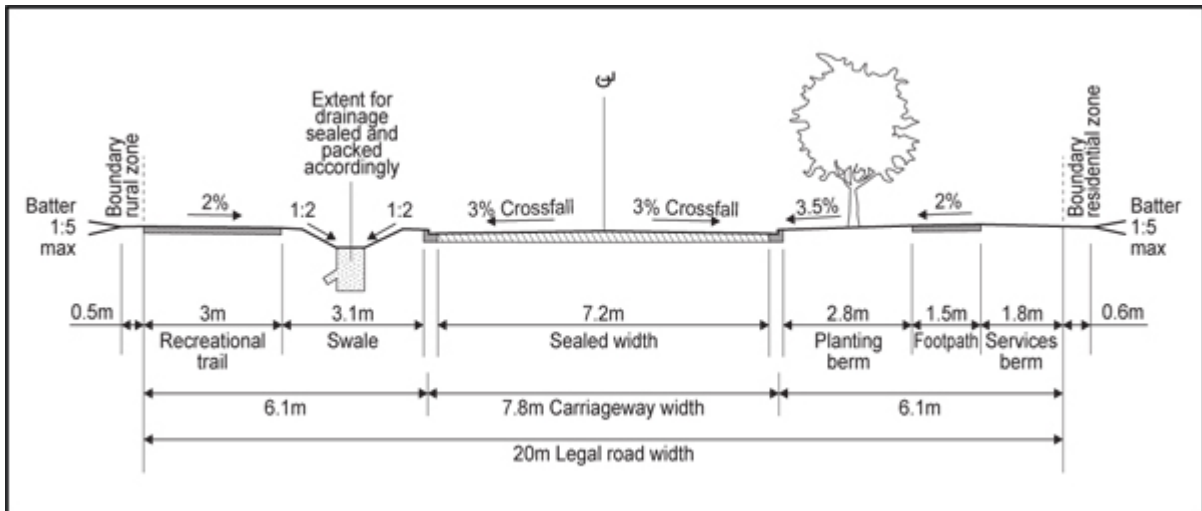 Extent for
drainage
sealed and
packed
accordingly
Boundary
rural zone
Boundary
residential zone
Batter
1:5
max
2%
1:2
1:2
3% Crossfall
3% Crossfall
3.5%
2%
Batter
1:5
max
0.5m
3m
3.1m
7.2m
2.8m
1.5m
1.8m
0.6m
Recreational
trail
Swale
Sealed width
Planting
berm
Footpath
Services
berm
6.1m
7.8m Carriageway width
6.1m
20m Legal road width